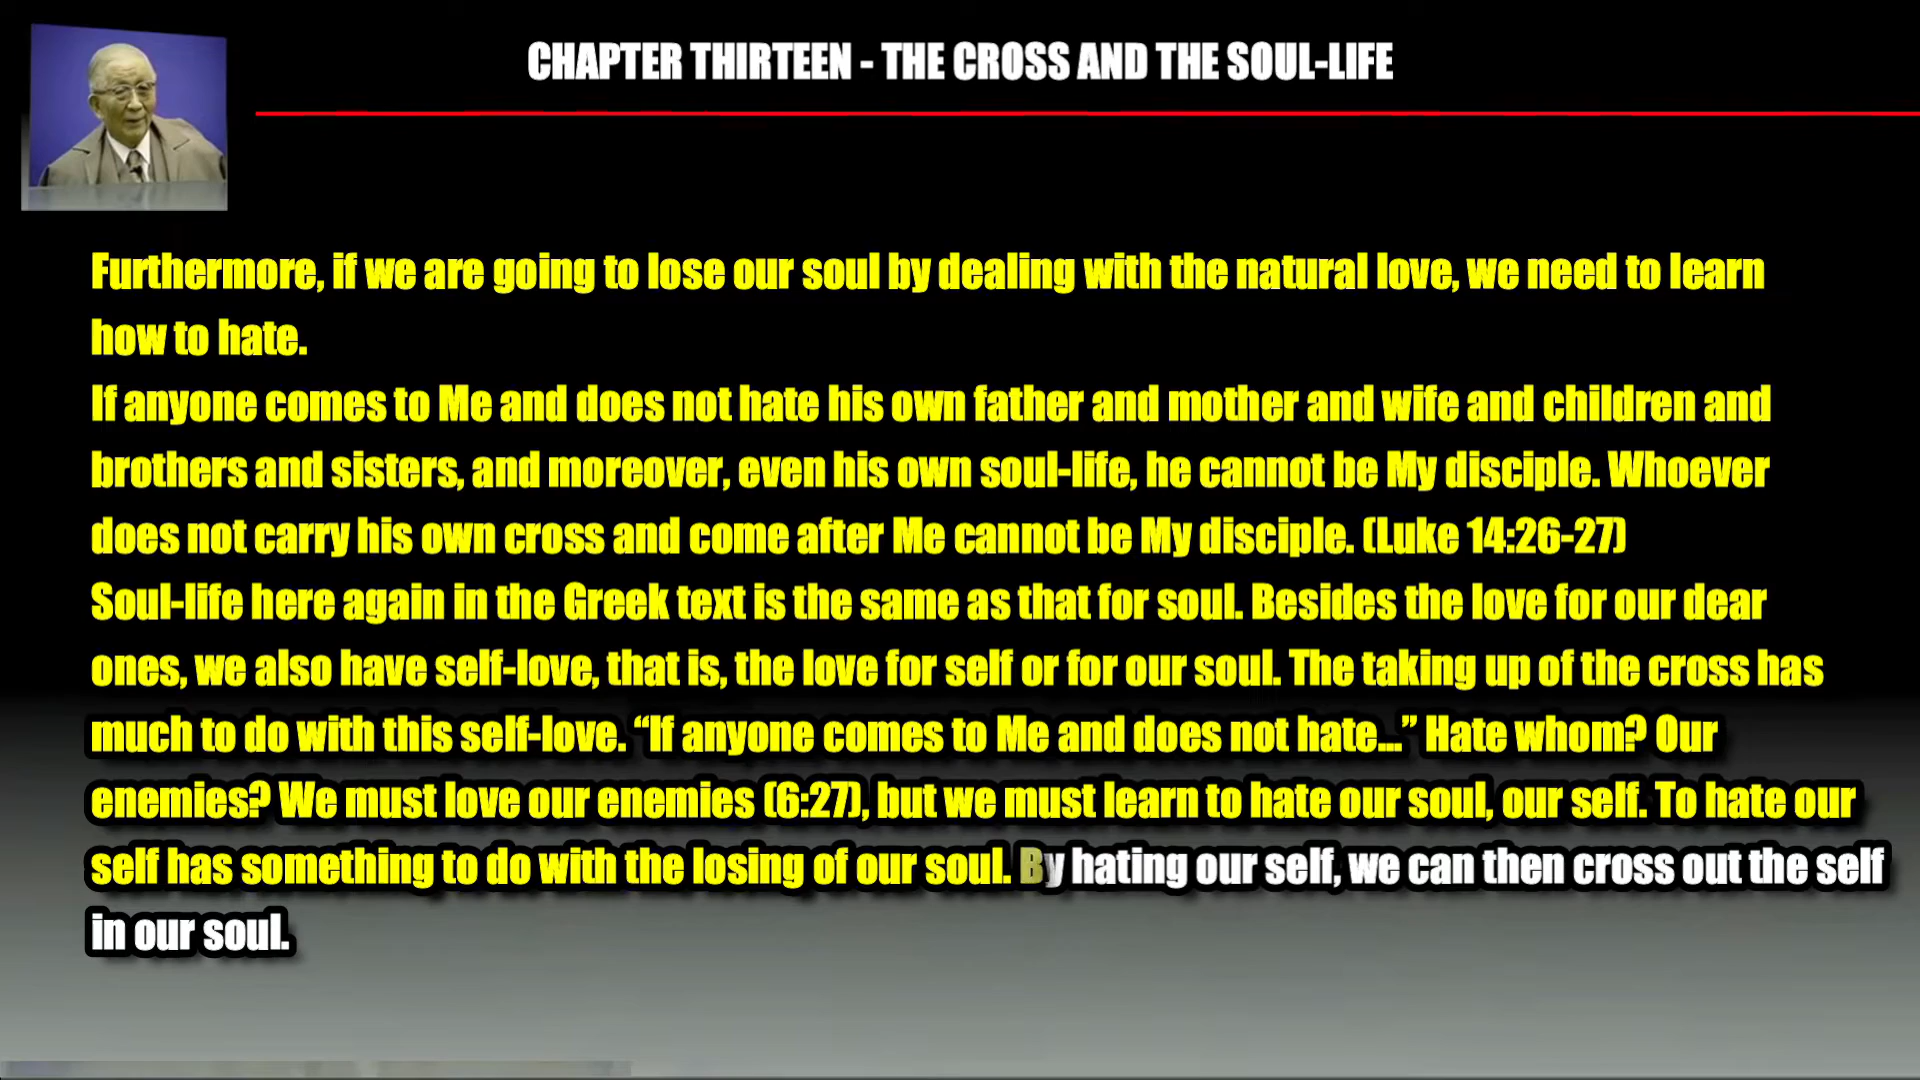 CHAPTER THIRTEEN - THE CROSS AND THE SOUL-LIFE
Furthermore, if we are going to lose our soul by dealing with the natural love, we need to learn
how to hate.
If anyone comes to Me and does not hate his own father and mother and wife and children and
brothers and sisters, and moreover, even his own soul-life, he cannot be My disciple. Whoever
does not carry his own cross and come after Me cannot be My disciple. (Luke 14:26-27)
Soul-life here again in the Greek text is the same as that for soul. Besides the love for our dear
ones, we also have self-love, that is, the love for self or for our soul. The taking up of the cross has
much to do with this self-love. “If anyone comes to Me and does not hate...” Hate whom? Our
enemies? We must love our enemies (6:27), but we must learn to hate our soul, our self. To hate our
self has something to do with the losing of our soul. By hating our self, we can then cross out the self
in our soul.